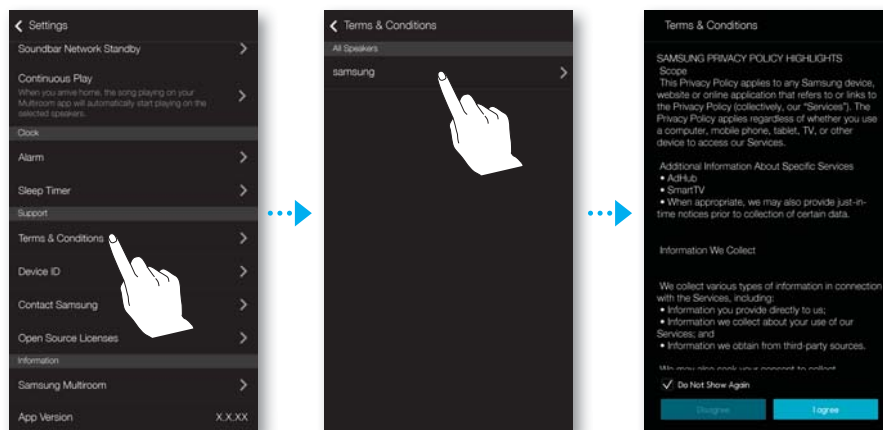 Settings
Soundbar Network Standby
Continuous Play
When you arrive home, the song playing on your
Multiroom app will automatically start playing on the
selected speakers.
Clock
Alarm
Sleep Timer
Support
Terms & Conditions
Device ID
Contact Samsung
Open Source Licenses
Information
Samsung Multiroom
App Version X.X.XX
Terms & Conditions
All Speakers
samsung
Terms & Conditions
SAMSUNG PRIVACY POLICY HIGHLIGHTS
Scope
This Privacy Policy applies to any Samsung device,
website or online application that refers to or links to
the Privacy Policy (collectively, our "Services"). The
Privacy Policy applies regardless of whether you use
a computer, mobile phone, tablet, TV, or other
device to access our Services.
Additional Information About Specific Services
• AdHub
• SmartTV
• When appropriate, we may also provide just-in-
time notices prior to collection of certain data.
Information We Collect
We collect various types of information in connection
with the Services, including:
• Information you provide directly to us;
• Information we collect about your use of our
Services; and
• Information we obtain from third-party sources.
We may also seek your consent to collect
Do Not Show Again
Disagree
I agree